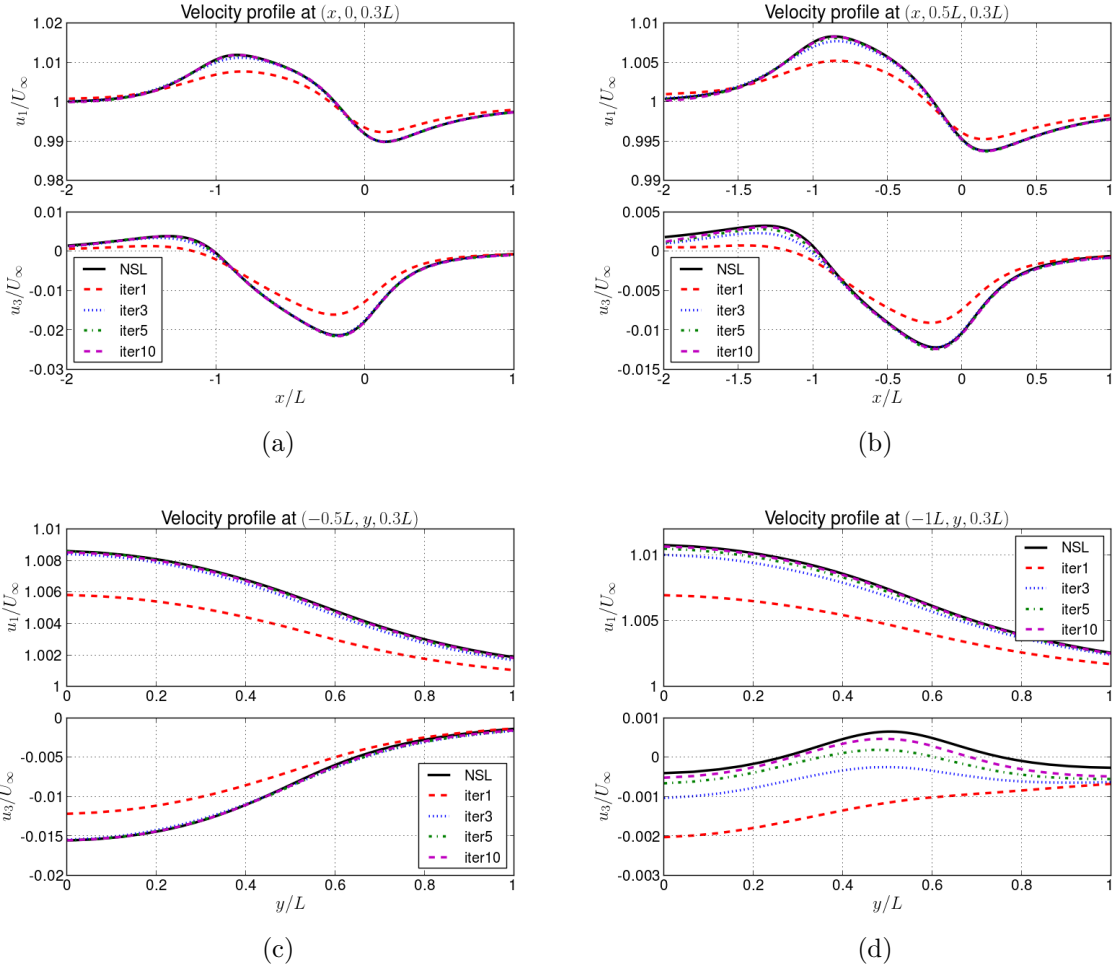 Velocity profile at (x, 0, 0.3L)
1.02
1.01
1
0.99
0.98
u₁/U∞
-2
-1
0
1
0.01
0
-0.01
-0.02
-0.03
u₃/U∞
NSL
iter1
iter3
iter5
iter10
-2
-1
0
1
x/L
(a)
Velocity profile at (x, 0.5L, 0.3L)
1.01
1.005
1
0.995
0.99
u₁/U∞
-2
-1.5
-1
-0.5
0
0.5
1
0.005
0
-0.005
-0.01
-0.015
u₃/U∞
NSL
iter1
iter3
iter5
iter10
-2
-1.5
-1
-0.5
0
0.5
1
x/L
(b)
Velocity profile at (−0.5L, y, 0.3L)
1.01
1.008
1.006
1.004
1.002
1
u₁/U∞
0
0.2
0.4
0.6
0.8
1
0
-0.005
-0.01
-0.015
-0.02
u₃/U∞
NSL
iter1
iter3
iter5
iter10
0
0.2
0.4
0.6
0.8
1
y/L
(c)
Velocity profile at (−1L, y, 0.3L)
1.01
1.005
1
u₁/U∞
NSL
iter1
iter3
iter5
iter10
0
0.2
0.4
0.6
0.8
1
0.001
0
-0.001
-0.002
-0.003
u₃/U∞
0
0.2
0.4
0.6
0.8
1
y/L
(d)